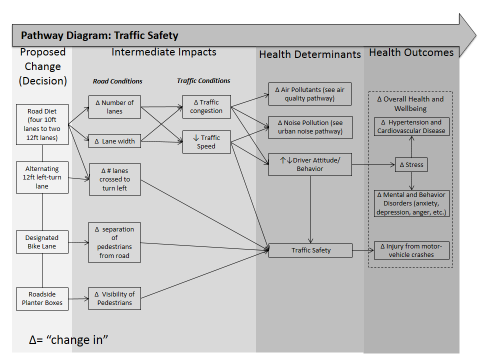 Pathway Diagram: Traffic Safety
Proposed
Change
(Decision)
Intermediate Impacts
Health Determinants
Health Outcomes
Road Conditions
Traffic Conditions
Road Diet
(four 10ft
lanes to two
12ft lanes)
Alternating
12ft left-turn
lane
Designated
Bike Lane
Roadside
Planter Boxes
Δ Number of
lanes
Δ Lane width
Δ # lanes
crossed to
turn left
Δ separation
of
pedestrians
from road
Δ Visibility of
Pedestrians
Δ Traffic
congestion
↓ Traffic
Speed
Δ Air Pollutants (see air
quality pathway)
Δ Noise Pollution (see
urban noise pathway)
↑↓Driver Attitude/
Behavior
Traffic Safety
Δ Overall Health and
Wellbeing
Δ Hypertension and
Cardiovascular Disease
Δ Stress
Δ Mental and Behavior
Disorders (anxiety,
depression, anger, etc.)
Δ Injury from motor-
vehicle crashes
Δ= “change in”